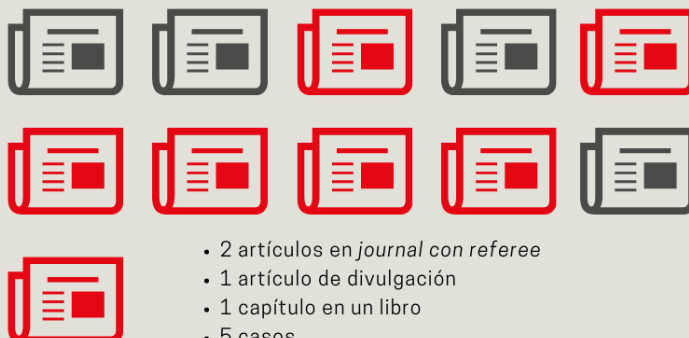 • 2 artículos en journal con referee
• 1 artículo de divulgación
• 1 capítulo en un libro
• 5 casos